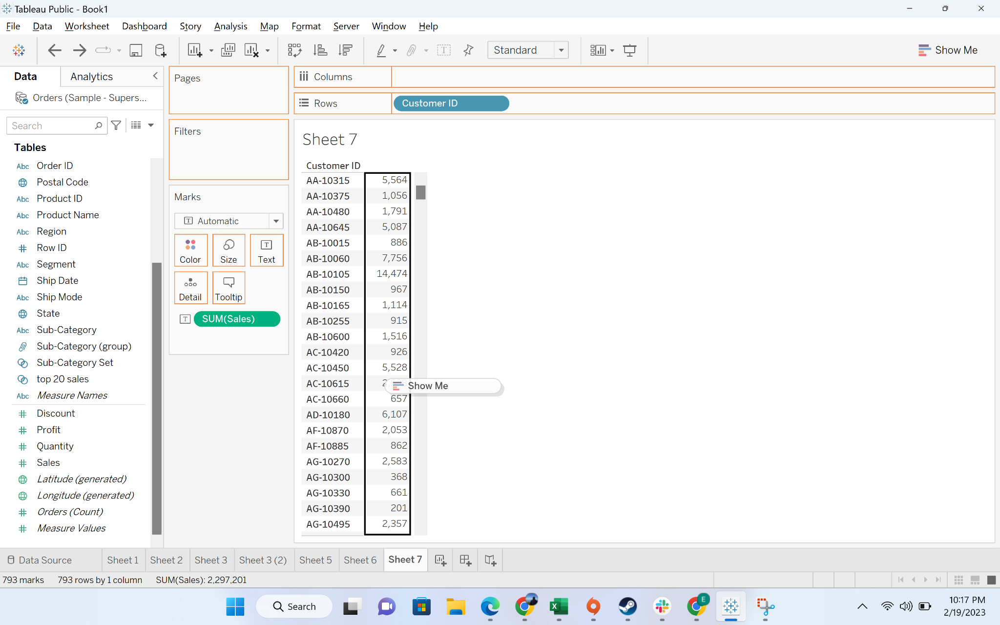 Tableau Public - Book1
File Data Worksheet Dashboard Story Analysis Map Format Server Window Help
Standard
Show Me
Data Analytics
Orders (Sample - Supers...
Search
Tables
Abc Order ID
Postal Code
Abc Product ID
Abc Product Name
Abc Region
# Row ID
Abc Segment
Ship Date
Abc Ship Mode
State
Abc Sub-Category
Sub-Category (group)
Sub-Category Set
top 20 sales
Abc Measure Names
# Discount
# Profit
# Quantity
# Sales
Latitude (generated)
Longitude (generated)
# Orders (Count)
# Measure Values
Pages
Filters
Marks
T Automatic
Color Size T Text
Detail Tooltip
T SUM(Sales)
Columns
Rows Customer ID
Sheet 7
Customer ID
AA-10315 5,564
AA-10375 1,056
AA-10480 1,791
AA-10645 5,087
AB-10015 886
AB-10060 7,756
AB-10105 14,474
AB-10150 967
AB-10165 1,114
AB-10255 915
AB-10600 1,516
AC-10420 926
AC-10450 5,528
AC-10615
Show Me
AC-10660 657
AD-10180 6,107
AF-10870 2,053
AF-10885 862
AG-10270 2,583
AG-10300 368
AG-10330 661
AG-10390 201
AG-10495 2,357
Data Source Sheet 1 Sheet 2 Sheet 3 Sheet 3 (2) Sheet 5 Sheet 6 Sheet 7
793 marks 793 rows by 1 column SUM(Sales): 2,297,201
Search
E
10:17 PM
2/19/2023